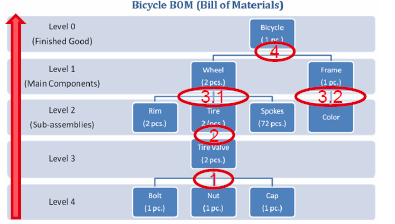 Bicycle BOM (Bill of Materials)
Level 0
(Finished Good)
Bicycle
(1 pc.)
4
Level 1
(Main Components)
Wheel
(2 pcs.)
Frame
(1 pc.)
3.1
3.2
Level 2
(Sub-assemblies)
Rim
(2 pcs.)
Tire
Spokes
(72 pcs.)
Color
2
Level 3
Tire Valve
(2 pcs.)
1
Level 4
Bolt
(1 pc.)
Nut
(1 pc.)
Cap
(1 pc.)